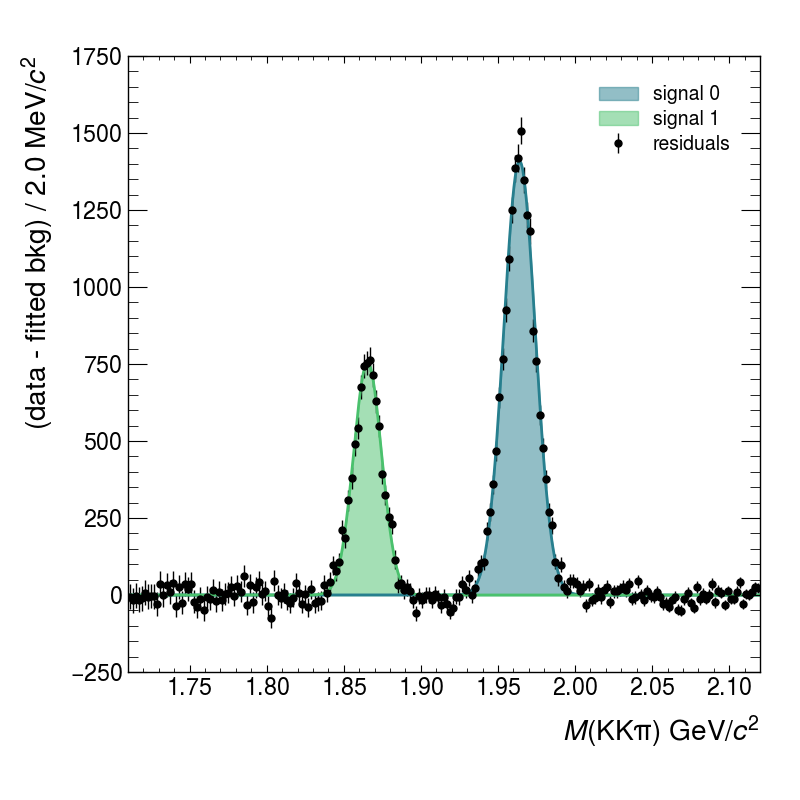 (data - fitted bkg) / 2.0 MeV/c²
1750
1500
1250
1000
750
500
250
0
−250
signal 0
signal 1
residuals
1.75 1.80 1.85 1.90 1.95 2.00 2.05 2.10
M(KKπ) GeV/c²